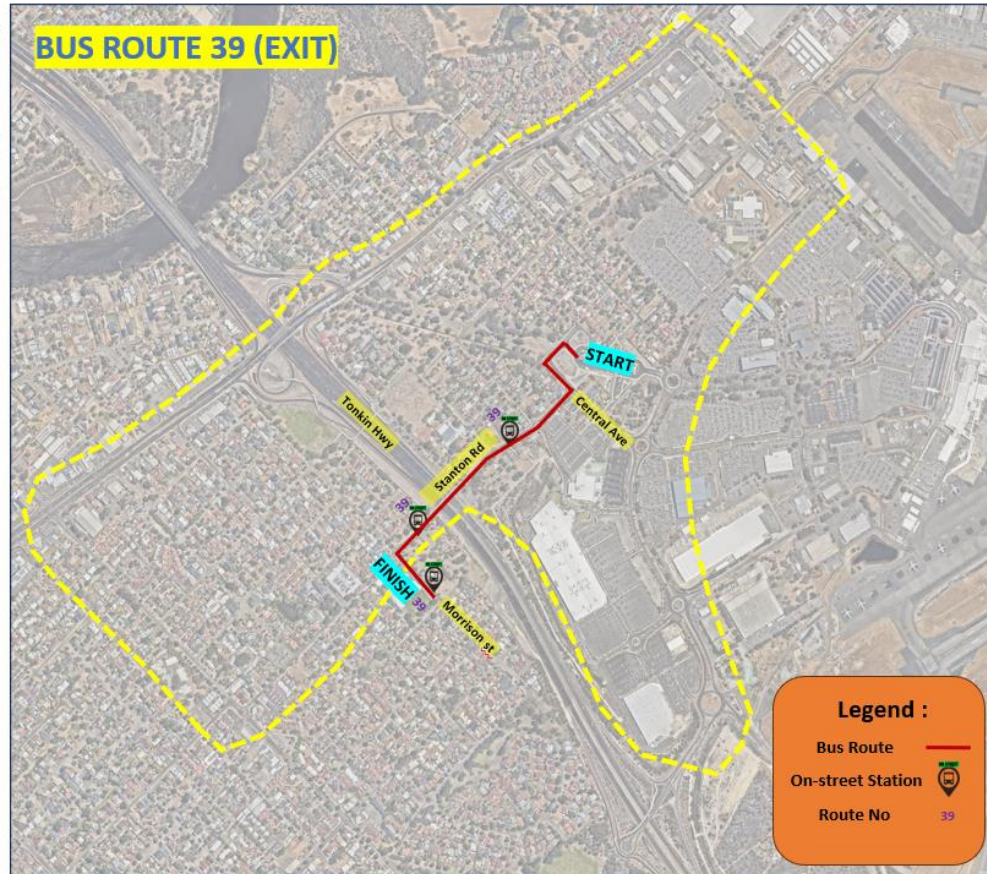 BUS ROUTE 39 (EXIT)
START
Central Ave
39
Tonkin Hwy
Stanton Rd
39
FINISH
39
Morrison st
Legend :
Bus Route
On-street Station
Route No 39